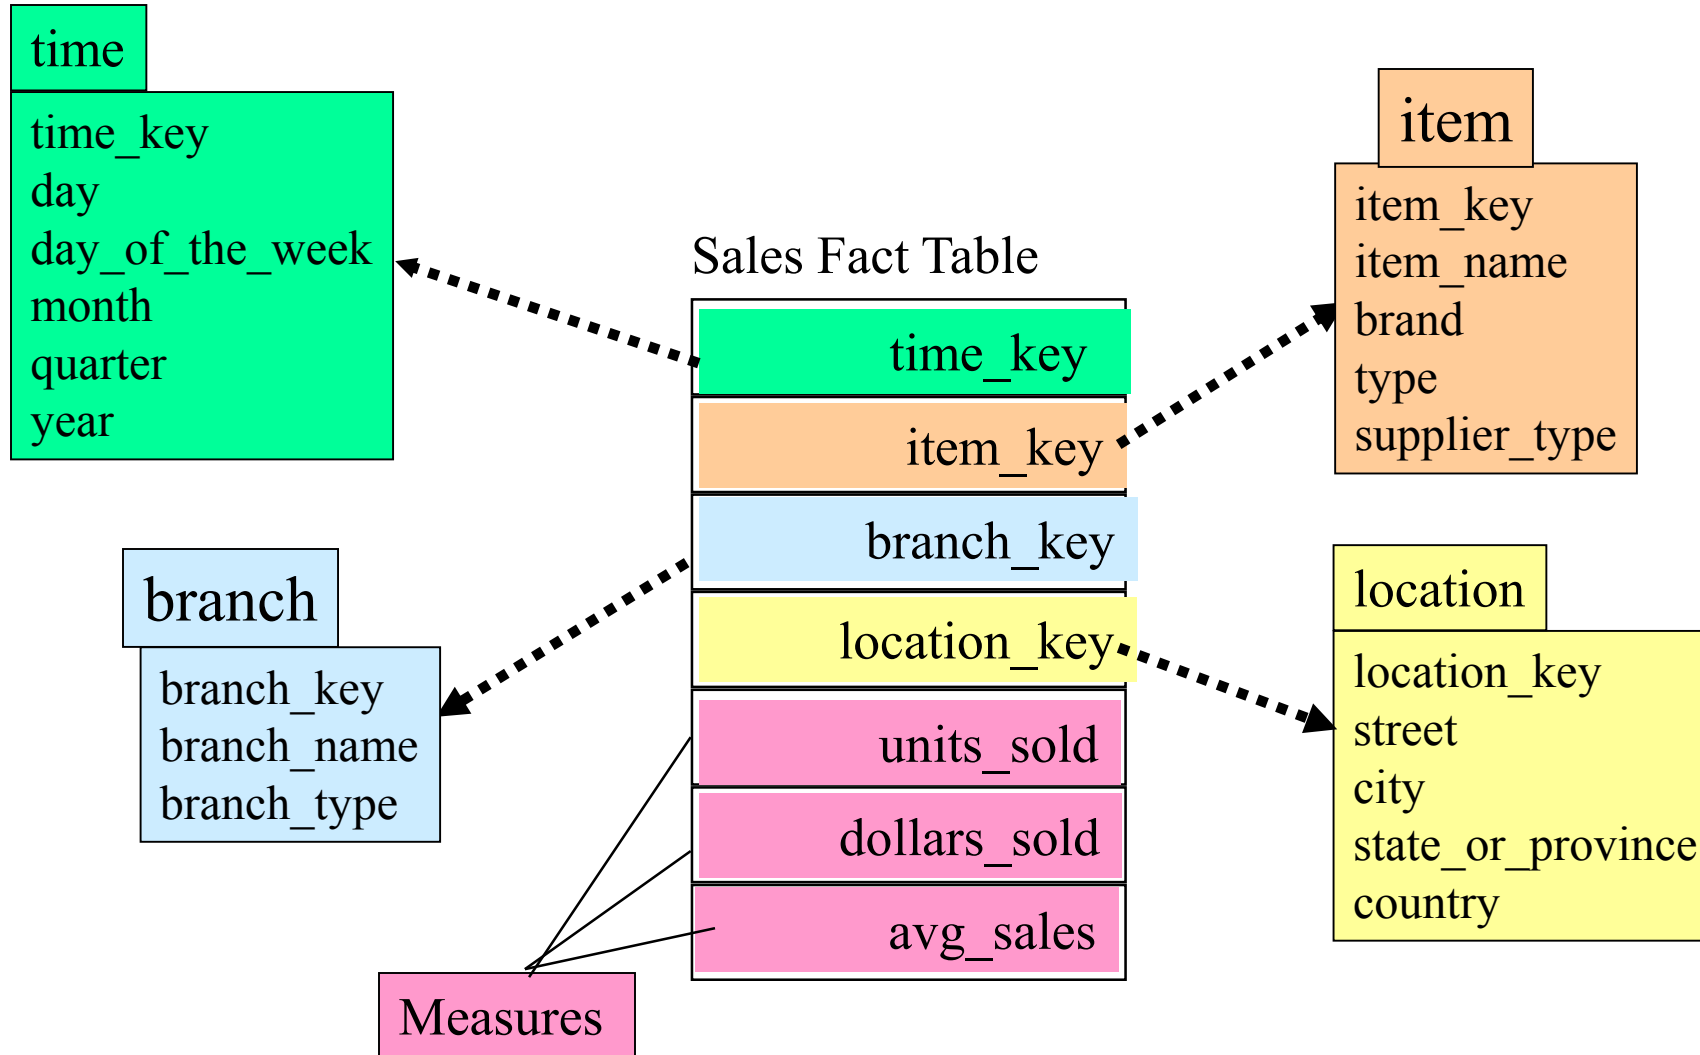 time
time_key
day
day_of_the_week
month
quarter
year
item
item_key
item_name
brand
type
supplier_type
Sales Fact Table
time_key
item_key
branch_key
location_key
units_sold
dollars_sold
avg_sales
branch
branch_key
branch_name
branch_type
location
location_key
street
city
state_or_province
country
Measures